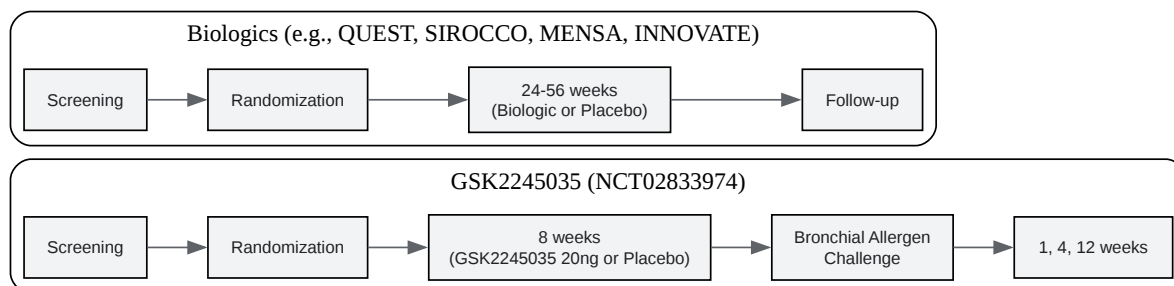 Biologics (e.g., QUEST, SIROCCO, MENSA, INNOVATE)
Screening
Randomization
24-56 weeks
(Biologic or Placebo)
Follow-up
GSK2245035 (NCT02833974)
Screening
Randomization
8 weeks
(GSK2245035 20ng or Placebo)
Bronchial Allergen
Challenge
1, 4, 12 weeks